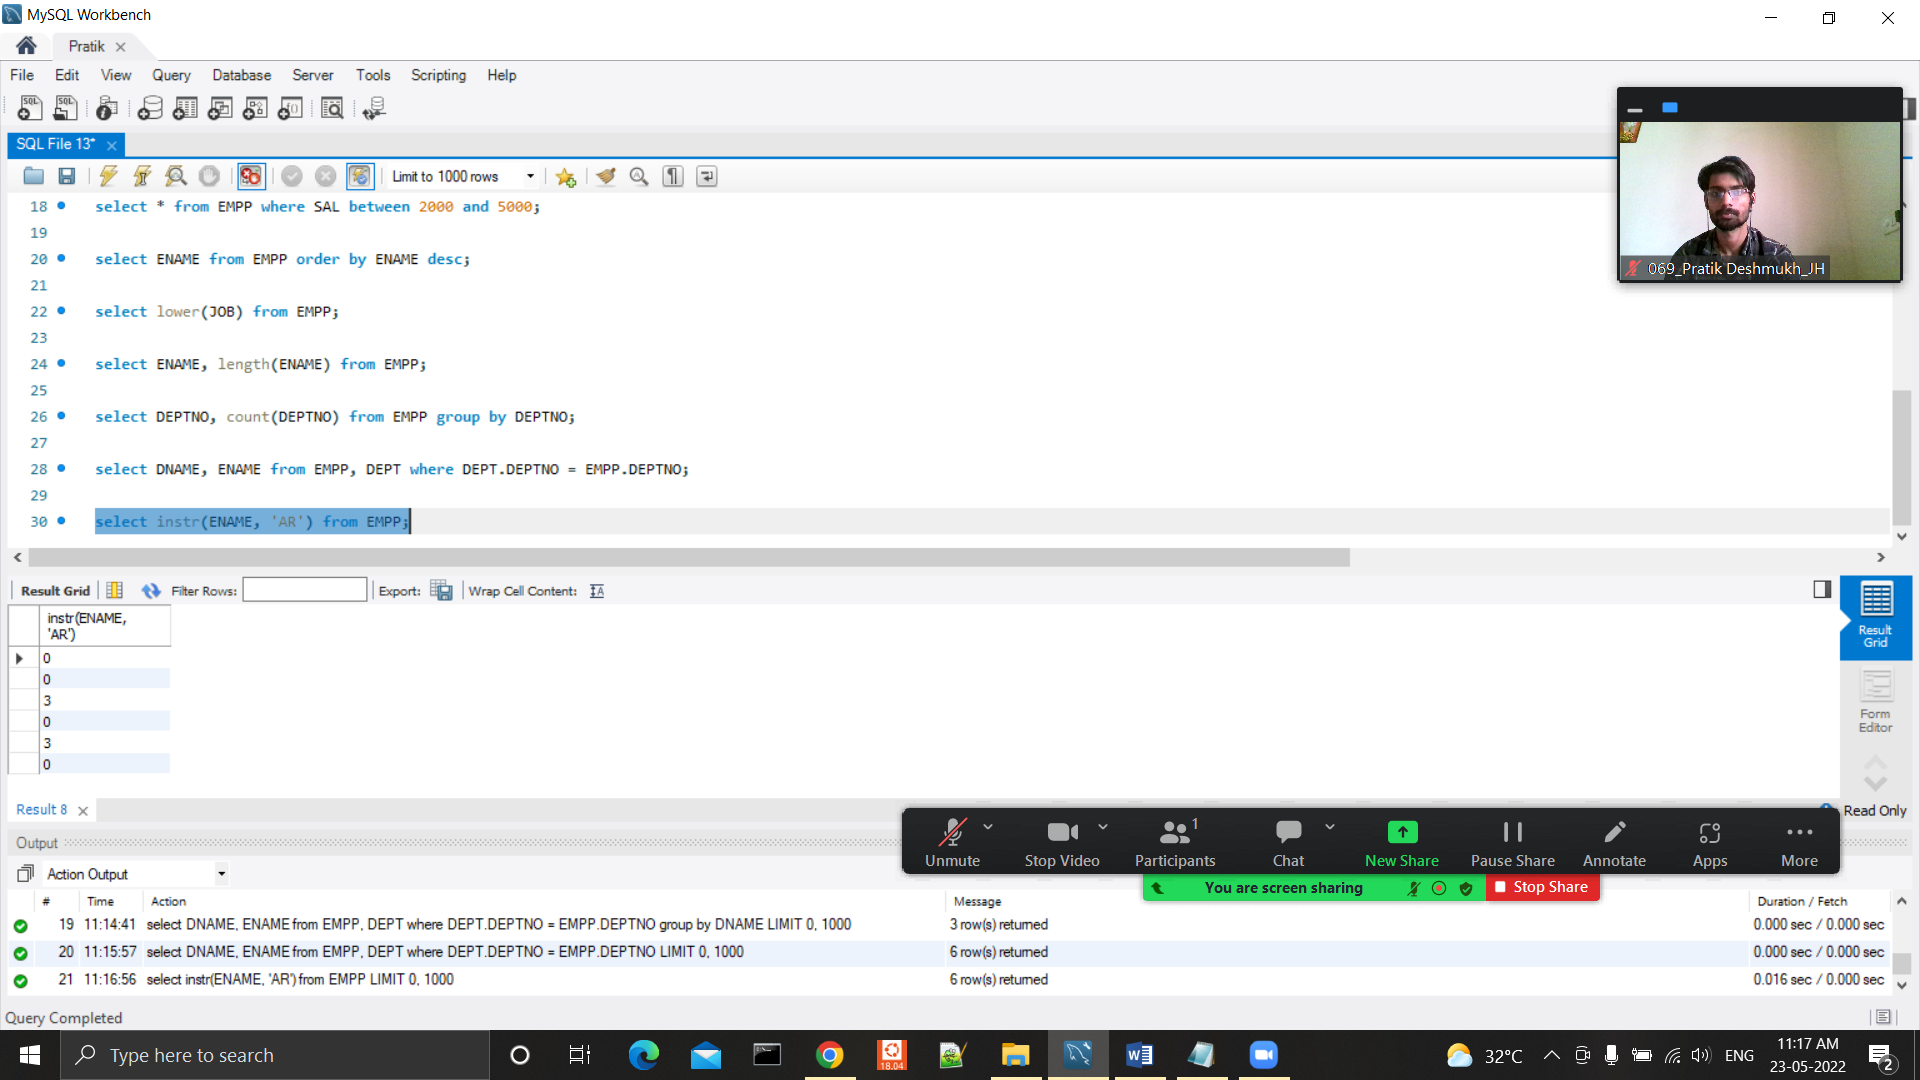 MySQL Workbench
Pratik
File Edit View Query Database Server Tools Scripting Help
SQL File 13*
Limit to 1000 rows
18 select * from EMPP where SAL between 2000 and 5000;
19
20 select ENAME from EMPP order by ENAME desc;
21
22 select lower(JOB) from EMPP;
23
24 select ENAME, length(ENAME) from EMPP;
25
26 select DEPTNO, count(DEPTNO) from EMPP group by DEPTNO;
27
28 select DNAME, ENAME from EMPP, DEPT where DEPT.DEPTNO = EMPP.DEPTNO;
29
30 select instr(ENAME, 'AR') from EMPP;
069_Pratik Deshmukh_JH
Result Grid Filter Rows: Export: Wrap Cell Content:
instr(ENAME,
'AR')
0
0
3
0
3
0
Result
Grid
Form
Editor
Result 8
Read Only
Output
Unmute Stop Video Participants 1 Chat New Share Pause Share Annotate Apps More
You are screen sharing Stop Share
Action Output
# Time Action Message Duration / Fetch
19 11:14:41 select DNAME, ENAME from EMPP, DEPT where DEPT.DEPTNO = EMPP.DEPTNO group by DNAME LIMIT 0, 1000 3 row(s) returned 0.000 sec / 0.000 sec
20 11:15:57 select DNAME, ENAME from EMPP, DEPT where DEPT.DEPTNO = EMPP.DEPTNO LIMIT 0, 1000 6 row(s) returned 0.000 sec / 0.000 sec
21 11:16:56 select instr(ENAME, 'AR') from EMPP LIMIT 0, 1000 6 row(s) returned 0.016 sec / 0.000 sec
Query Completed
Type here to search
18.04
32°C
ENG
11:17 AM
23-05-2022
2